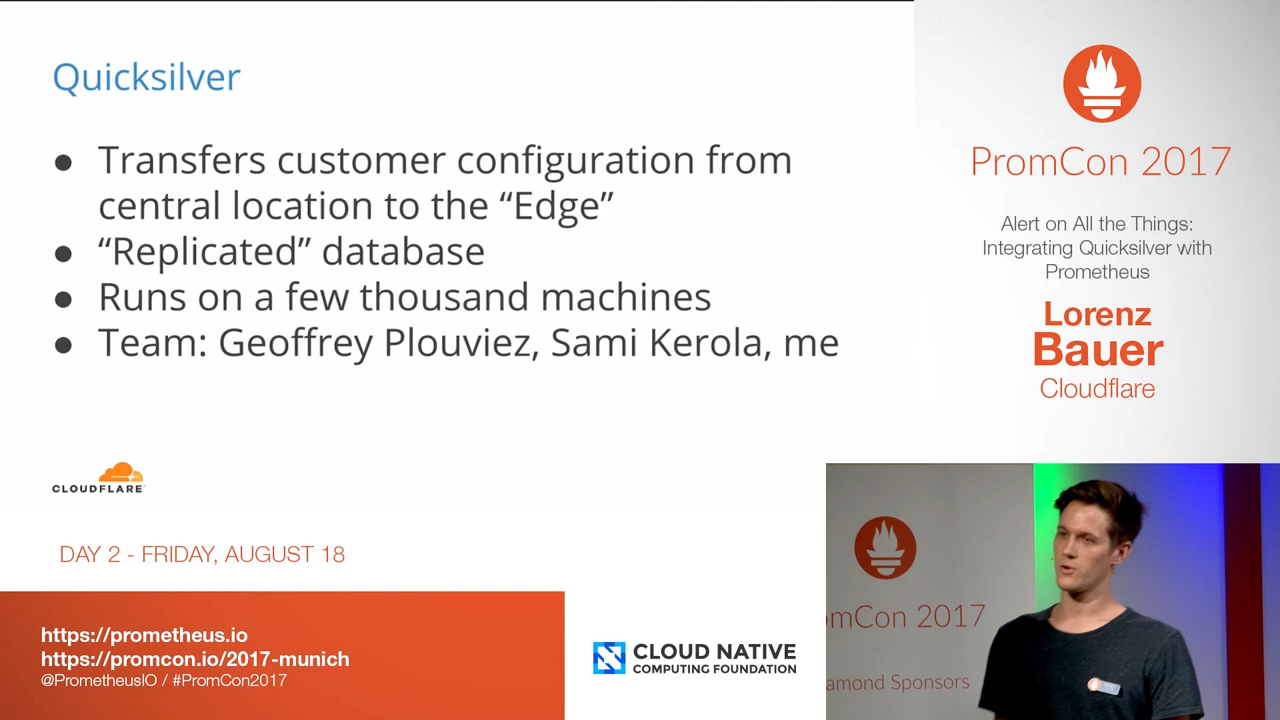 Quicksilver
● Transfers customer configuration from
central location to the “Edge”
● “Replicated” database
● Runs on a few thousand machines
● Team: Geoffrey Plouviez, Sami Kerola, me
CLOUDFLARE
DAY 2 - FRIDAY, AUGUST 18
https://prometheus.io
https://promcon.io/2017-munich
@PrometheusIO / #PromCon2017
CLOUD NATIVE
COMPUTING FOUNDATION
PromCon 2017
Alert on All the Things:
Integrating Quicksilver with
Prometheus
Lorenz
Bauer
Cloudflare
omCon 2017
amond Sponsors